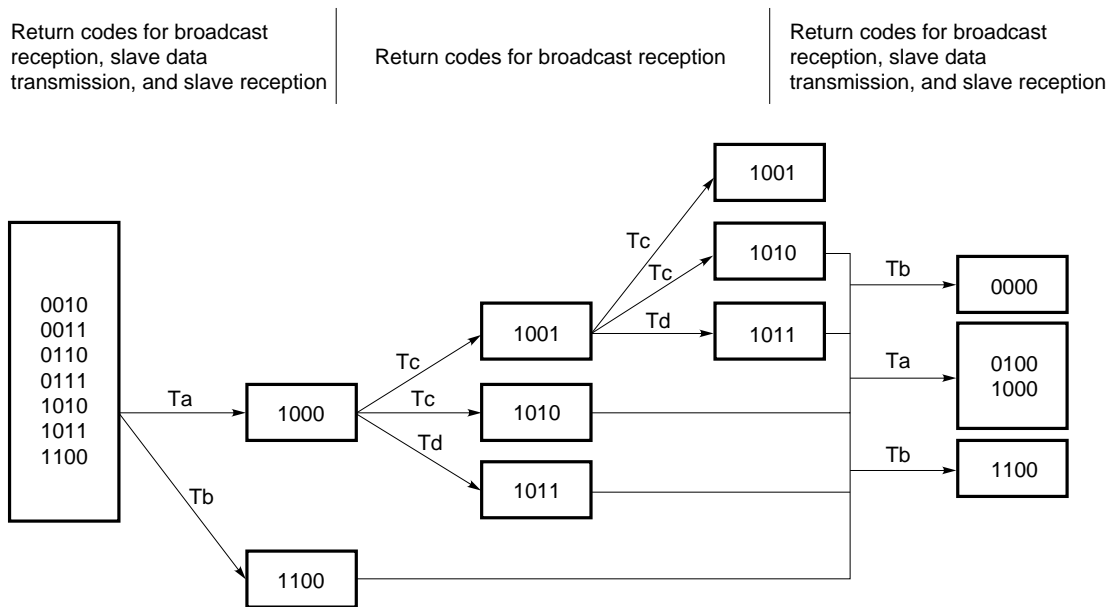 Return codes for broadcast
reception, slave data
transmission, and slave reception
Return codes for broadcast reception
Return codes for broadcast
reception, slave data
transmission, and slave reception
0010
0011
0110
0111
1010
1011
1100
Ta
Tb
1000
1100
Tc
Tc
Td
1001
1010
1011
Tc
Tc
Td
1001
1010
1011
Tb
0000
Ta
0100
1000
Tb
1100